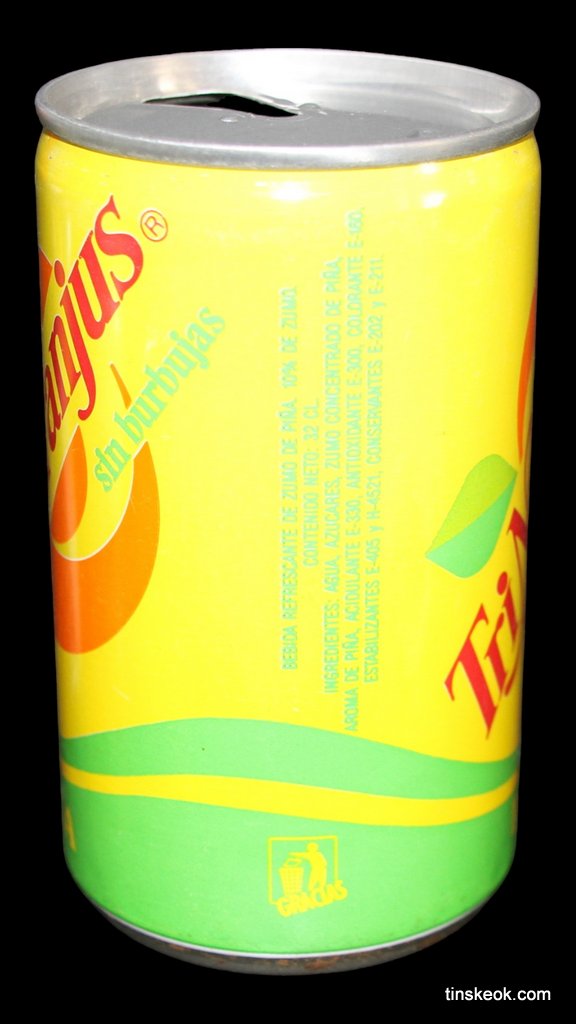 anjus®
sin burbujas
BEBIDA REFRESCANTE DE ZUMO DE PIÑA. 10% DE ZUMO.
CONTENIDO NETO: 32 CL.
INGREDIENTES: AGUA, AZUCARES, ZUMO CONCENTRADO DE PIÑA,
AROMA DE PIÑA, ACIDULANTE E-330, ANTIOXIDANTE E-300, COLORANTE E-160,
ESTABILIZANTES E-405 y H-4521, CONSERVANTES E-202 y E-211.
TriN
GRACIAS
tinskeok.com